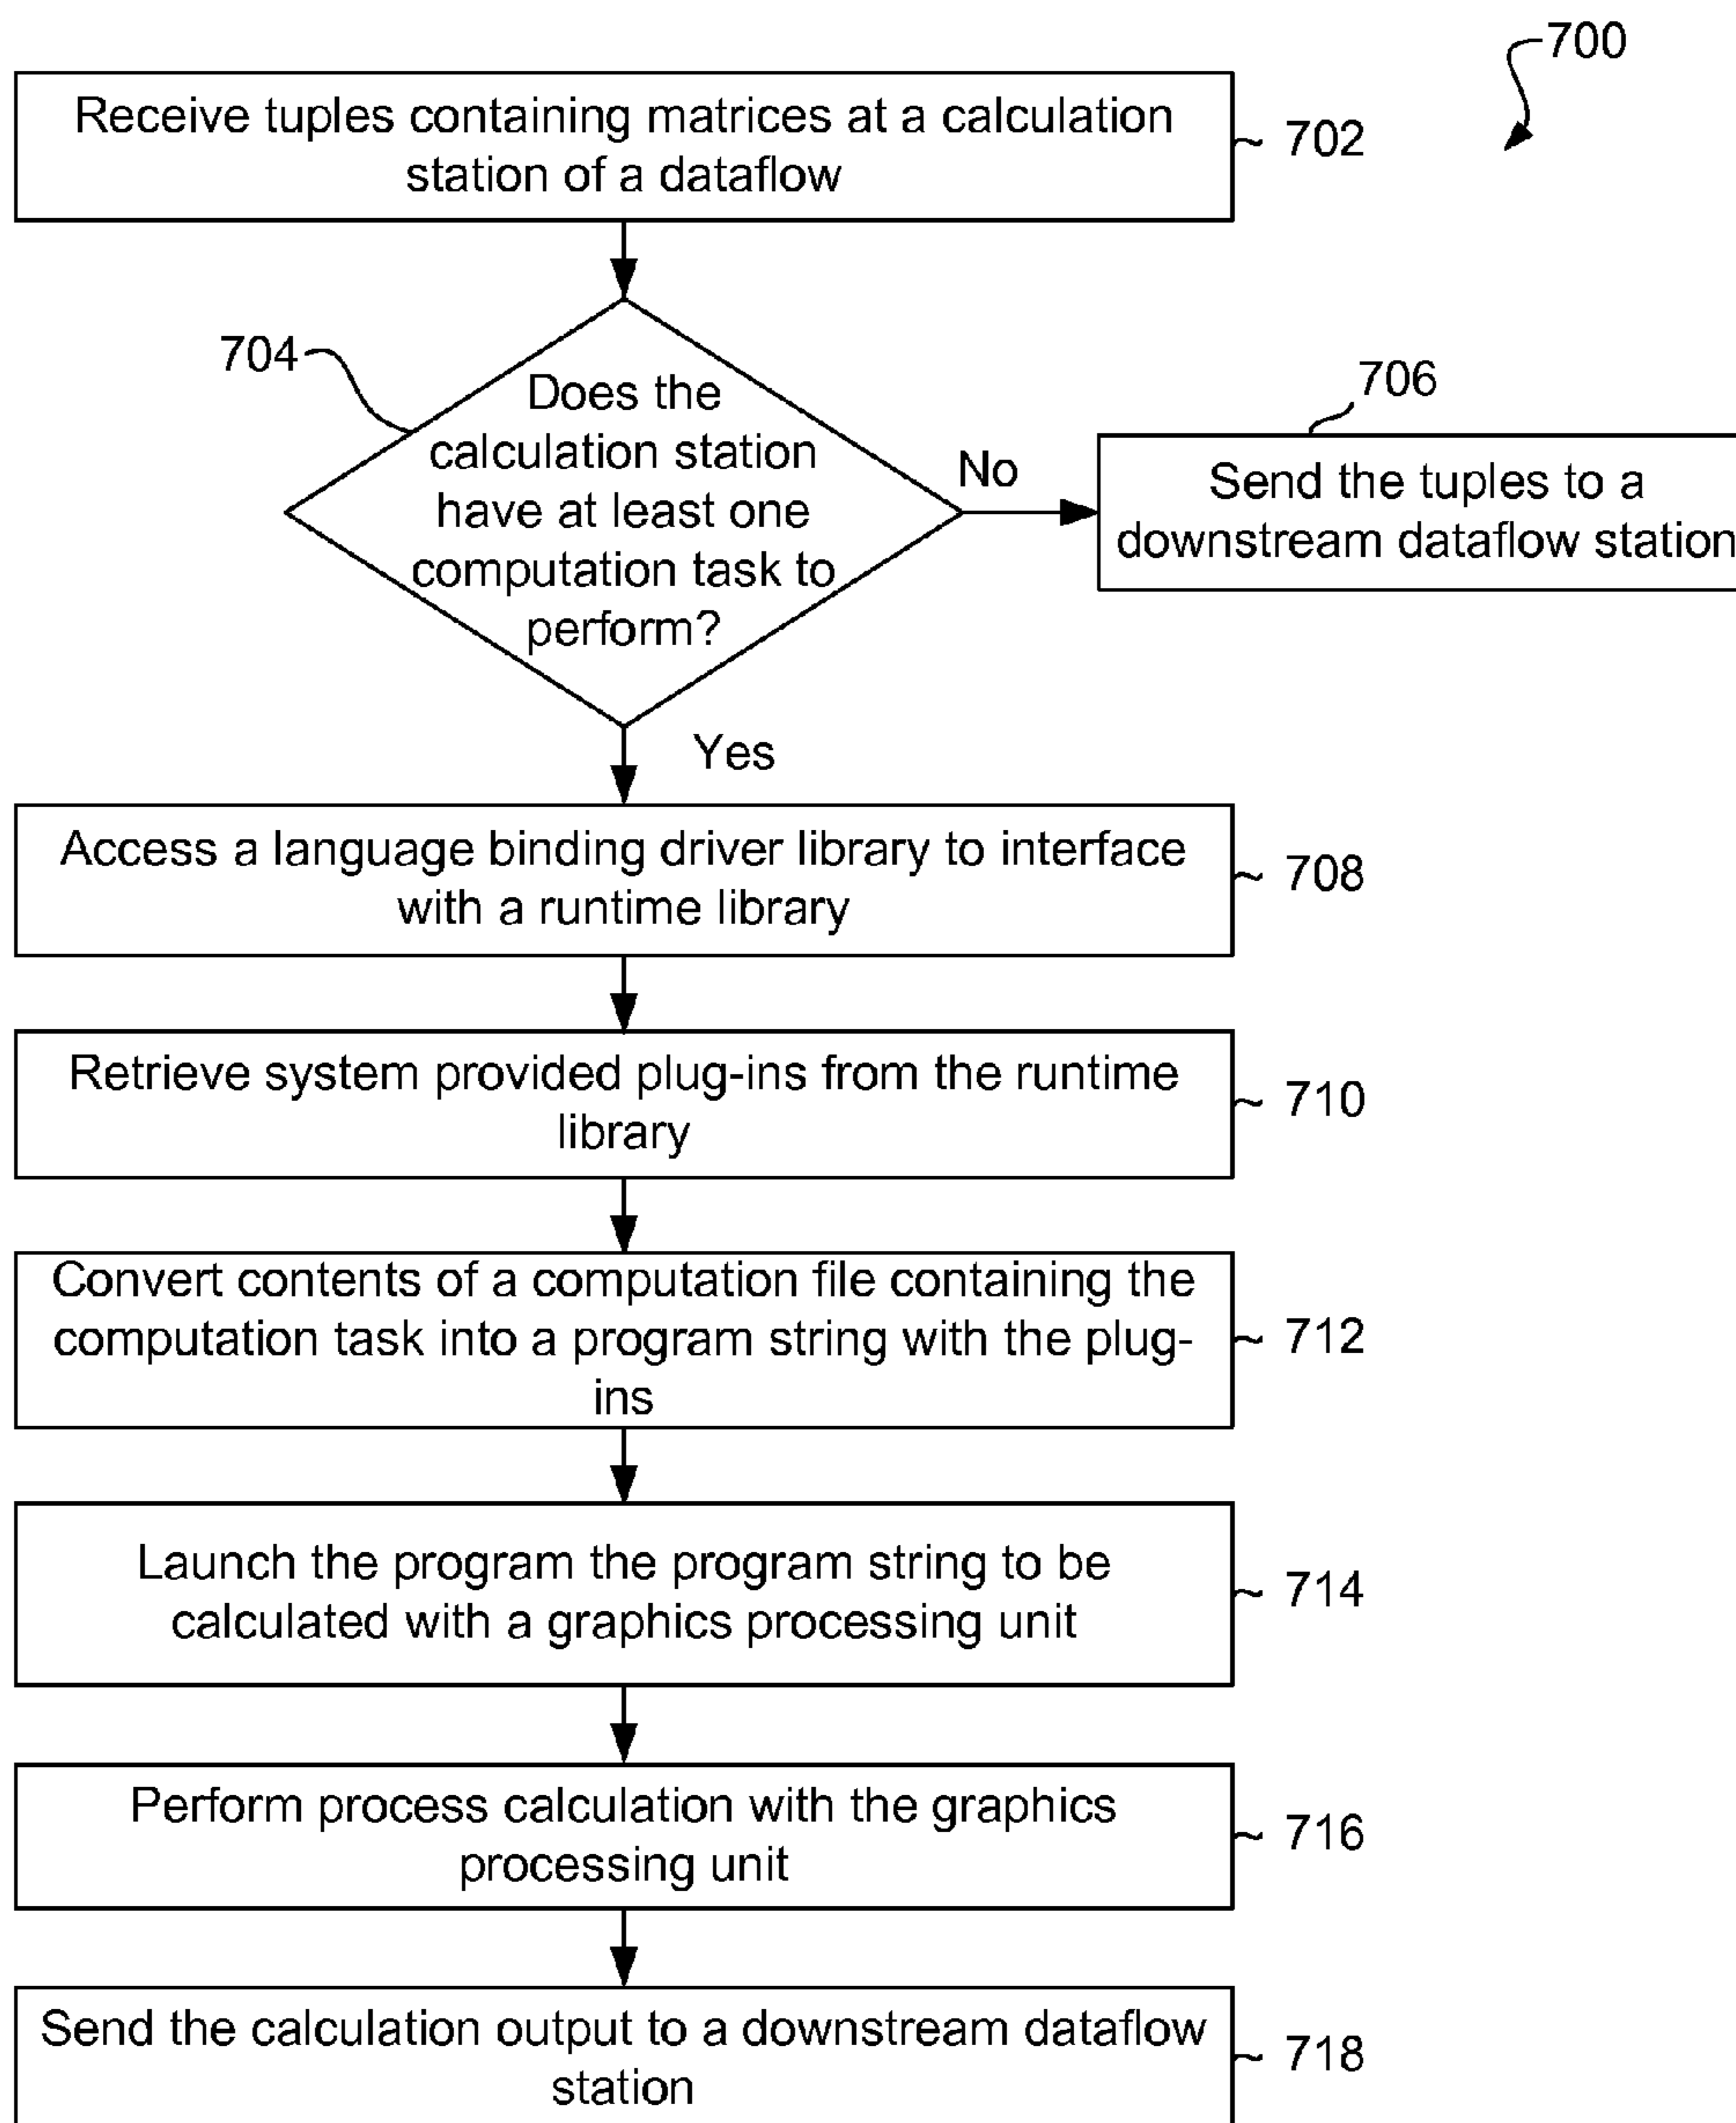 700
Receive tuples containing matrices at a calculation
station of a dataflow
702
704
Does the
calculation station
have at least one
computation task to
perform?
No
706
Send the tuples to a
downstream dataflow station
Yes
Access a language binding driver library to interface
with a runtime library
708
Retrieve system provided plug-ins from the runtime
library
710
Convert contents of a computation file containing the
computation task into a program string with the plug-
ins
712
Launch the program the program string to be
calculated with a graphics processing unit
714
Perform process calculation with the graphics
processing unit
716
Send the calculation output to a downstream dataflow
station
718